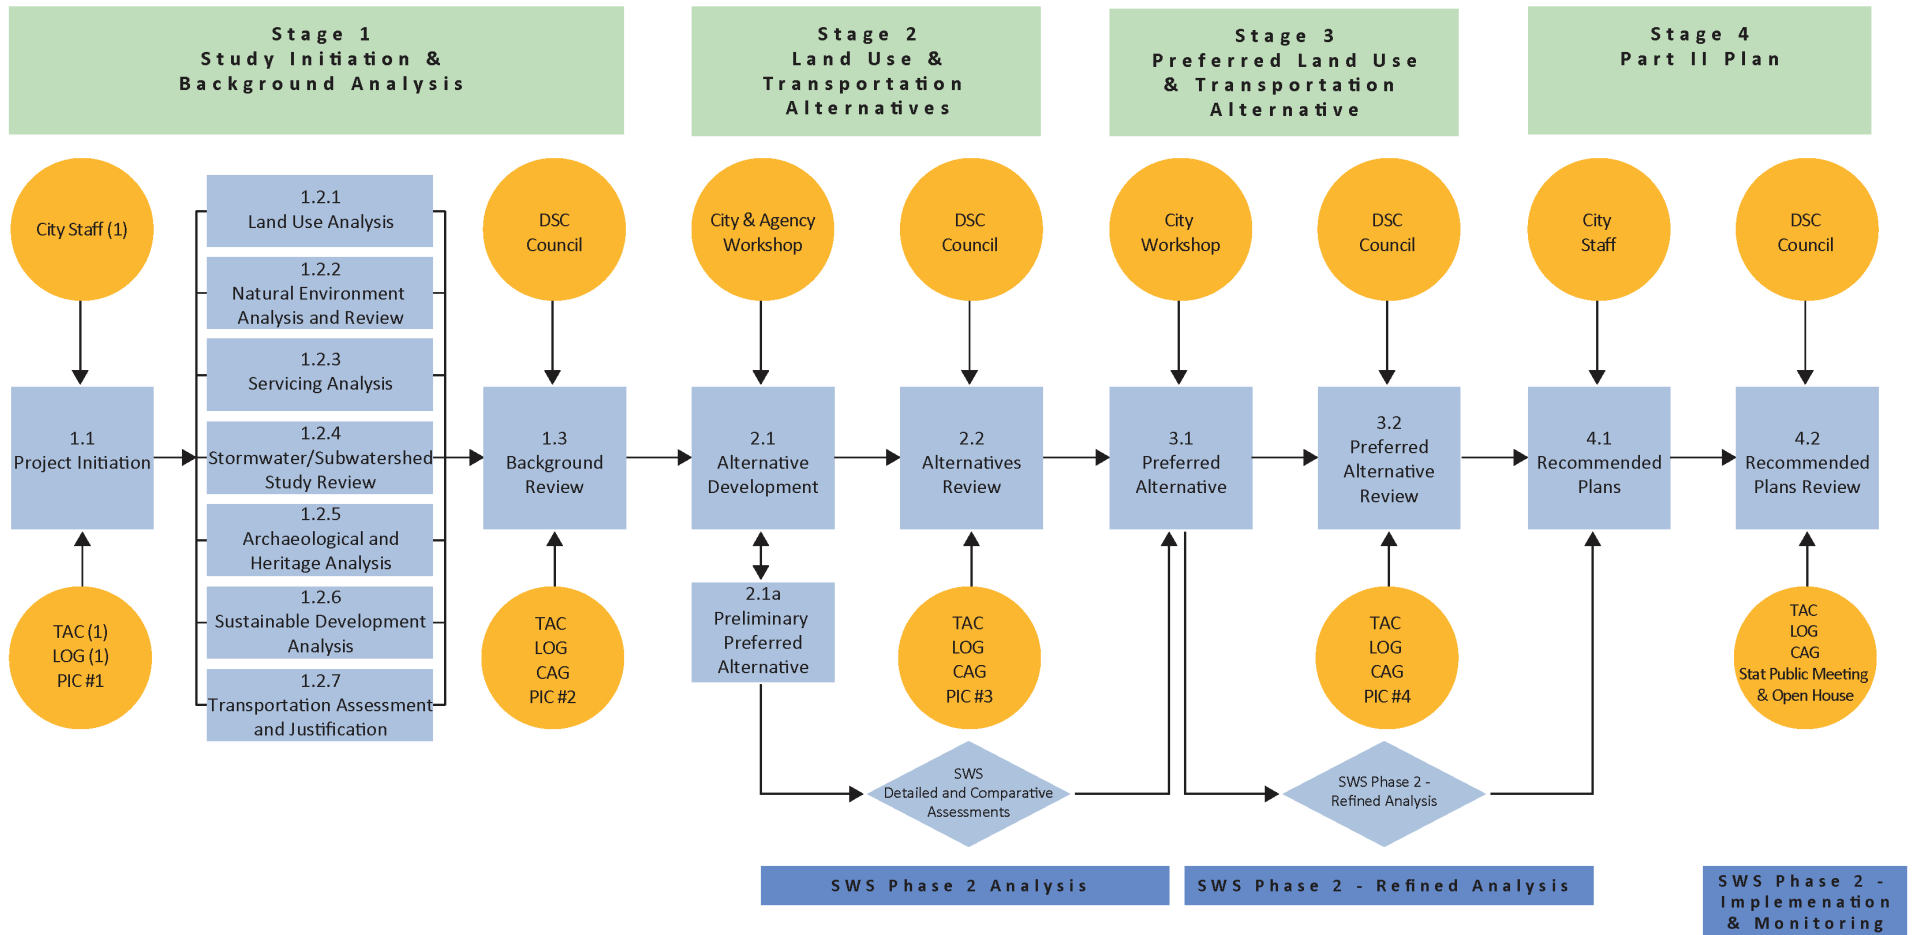 Stage 1
Study Initiation &
Background Analysis
Stage 2
Land Use &
Transportation
Alternatives
Stage 3
Preferred Land Use
& Transportation
Alternative
Stage 4
Part II Plan
City Staff (1)
1.2.1
Land Use Analysis
1.2.2
Natural Environment
Analysis and Review
1.2.3
Servicing Analysis
1.2.4
Stormwater/Subwatershed
Study Review
1.2.5
Archaeological and
Heritage Analysis
1.2.6
Sustainable Development
Analysis
1.2.7
Transportation Assessment
and Justification
DSC
Council
City & Agency
Workshop
DSC
Council
City
Workshop
DSC
Council
City
Staff
DSC
Council
1.1
Project Initiation
1.3
Background
Review
2.1
Alternative
Development
2.2
Alternatives
Review
3.1
Preferred
Alternative
3.2
Preferred
Alternative
Review
4.1
Recommended
Plans
4.2
Recommended
Plans Review
TAC (1)
LOG (1)
PIC #1
TAC
LOG
CAG
PIC #2
2.1a
Preliminary
Preferred
Alternative
TAC
LOG
CAG
PIC #3
TAC
LOG
CAG
PIC #4
TAC
LOG
CAG
Stat Public Meeting
& Open House
SWS
Detailed and Comparative
Assessments
SWS Phase 2 -
Refined Analysis
SWS Phase 2 Analysis
SWS Phase 2 - Refined Analysis
SWS Phase 2 -
Implemenation
& Monitoring